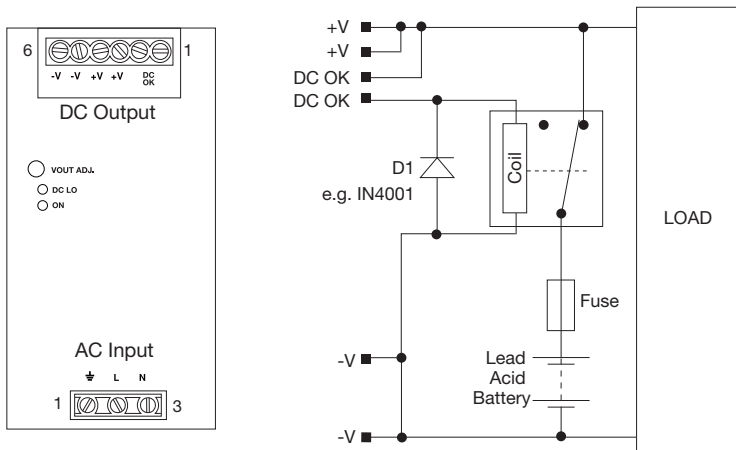 6
1
-V -V +V +V DC OK
DC Output
VOUT ADJ.
DC LO
ON
AC Input
L N
1
3
+V
+V
DC OK
DC OK
D1
e.g. IN4001
Coil
LOAD
Fuse
-V
Lead
Acid
Battery
-V